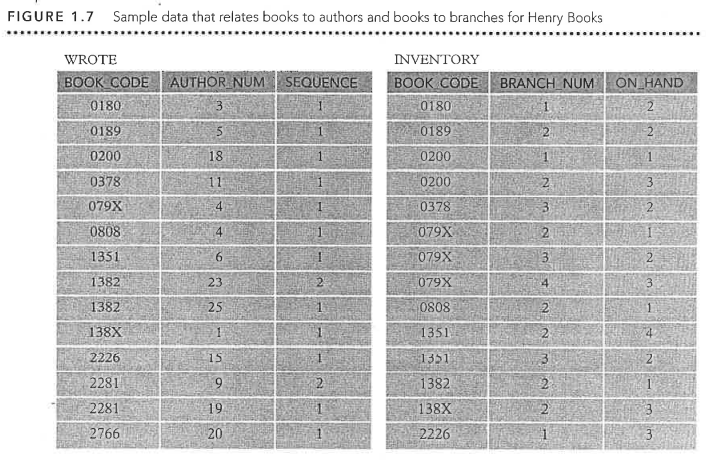 FIGURE 1.7 Sample data that relates books to authors and books to branches for Henry Books
WROTE
BOOK_CODE AUTHOR_NUM SEQUENCE
0180 3 1
0189 5 1
0200 18 1
0378 11 1
079X 4 1
0808 4 1
1351 6 1
1382 23 2
1382 25 1
138X 1 1
2226 15 1
2281 9 2
2281 19 1
2766 20 1
INVENTORY
BOOK_CODE BRANCH_NUM ON_HAND
0180 1 2
0189 2 2
0200 1 1
0200 2 3
0378 3 2
079X 2 1
079X 3 2
079X 4 3
0808 2 1
1351 2 4
1351 3 2
1382 2 1
138X 2 3
2226 1 3